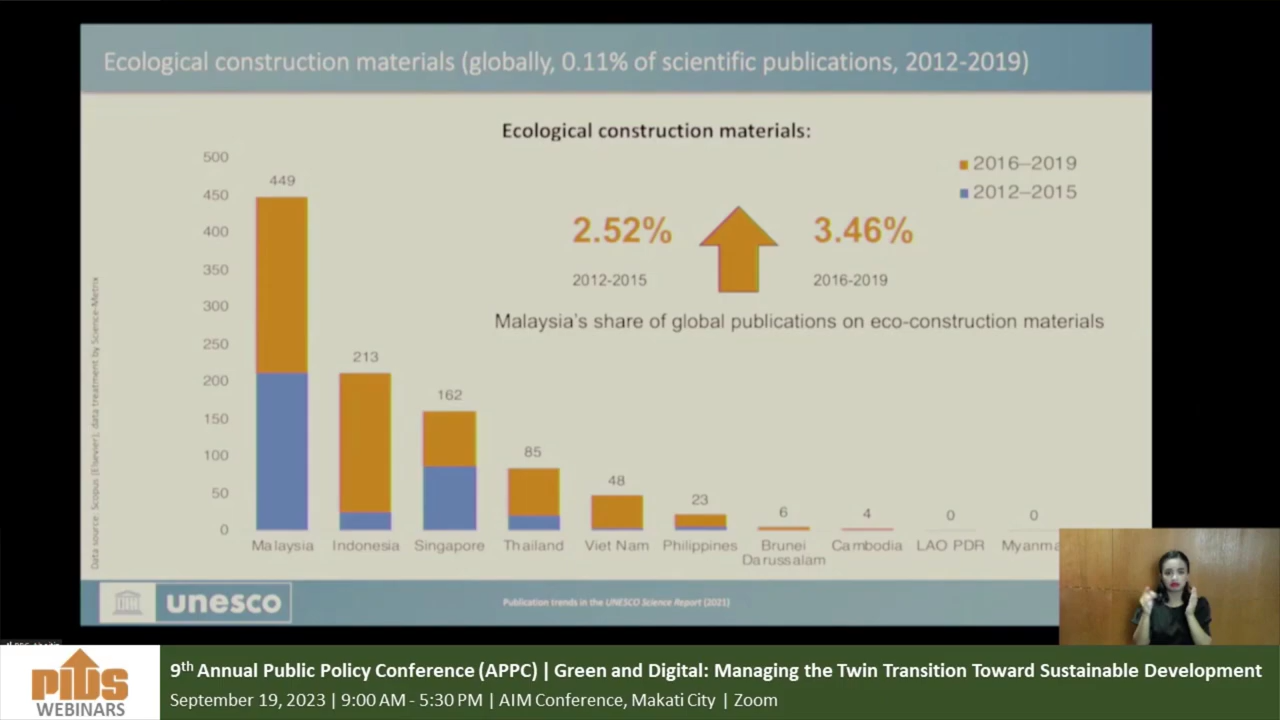 Ecological construction materials (globally, 0.11% of scientific publications, 2012-2019)
Ecological construction materials:
2016–2019
2012–2015
2.52%
3.46%
2012-2015
2016-2019
Malaysia's share of global publications on eco-construction materials
500
450
400
350
300
250
200
150
100
50
0
449
213
162
85
48
23
6
4
0
0
Malaysia
Indonesia
Singapore
Thailand
Viet Nam
Philippines
Brunei
Darussalam
Cambodia
LAO PDR
Myanma
Data source: Scopus (Elsevier), data treatment by Science-Metrix
unesco
Publication trends in the UNESCO Science Report (2021)
pids
WEBINARS
9th Annual Public Policy Conference (APPC) | Green and Digital: Managing the Twin Transition Toward Sustainable Development
September 19, 2023 | 9:00 AM - 5:30 PM | AIM Conference, Makati City | Zoom